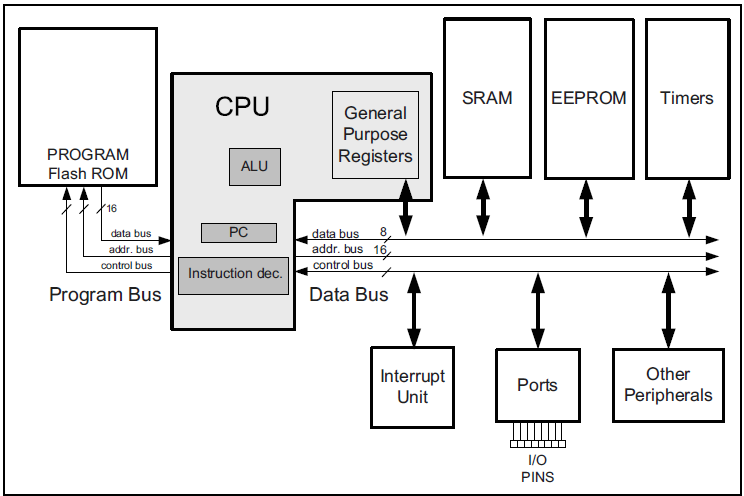 PROGRAM
Flash ROM
16
data bus
addr. bus
control bus
Program Bus
CPU
ALU
PC
Instruction dec.
General
Purpose
Registers
SRAM
EEPROM
Timers
data bus 8
addr. bus 16
control bus
Data Bus
Interrupt
Unit
Ports
I/O
PINS
Other
Peripherals